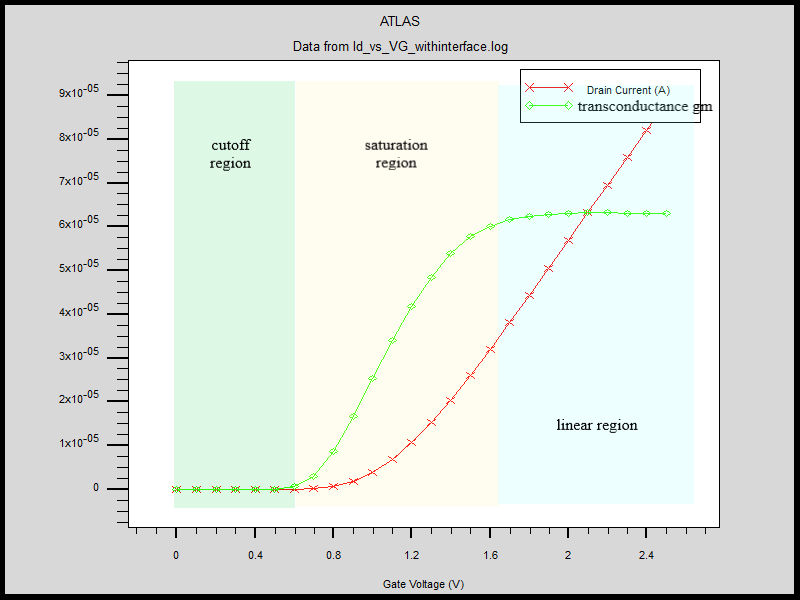 ATLAS
Data from Id_vs_VG_withinterface.log
Drain Current (A)
transconductance gm
cutoff
region
saturation
region
linear region
9x10-05
8x10-05
7x10-05
6x10-05
5x10-05
4x10-05
3x10-05
2x10-05
1x10-05
0
0 0.4 0.8 1.2 1.6 2 2.4
Gate Voltage (V)